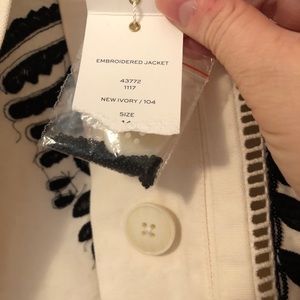 EMBROIDERED JACKET
43772
1117
NEW IVORY / 104
SIZE